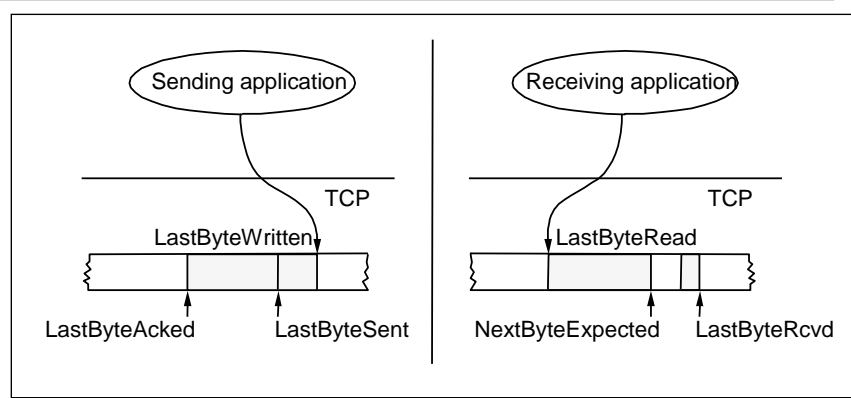 Sending application
Receiving application
TCP
TCP
LastByteWritten
LastByteRead
LastByteAcked
LastByteSent
NextByteExpected
LastByteRcvd